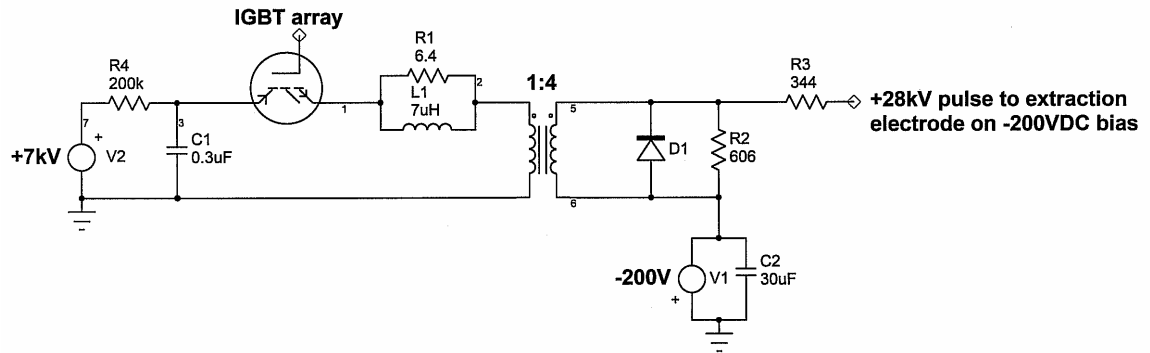 IGBT array
R4
200k
R1
6.4
2
L1
7uH
1:4
R3
344
+28kV pulse to extraction
electrode on -200VDC bias
1
5
7
3
+
+7kV
V2
C1
0.3uF
D1
R2
606
6
-200V
V1
+
C2
30uF